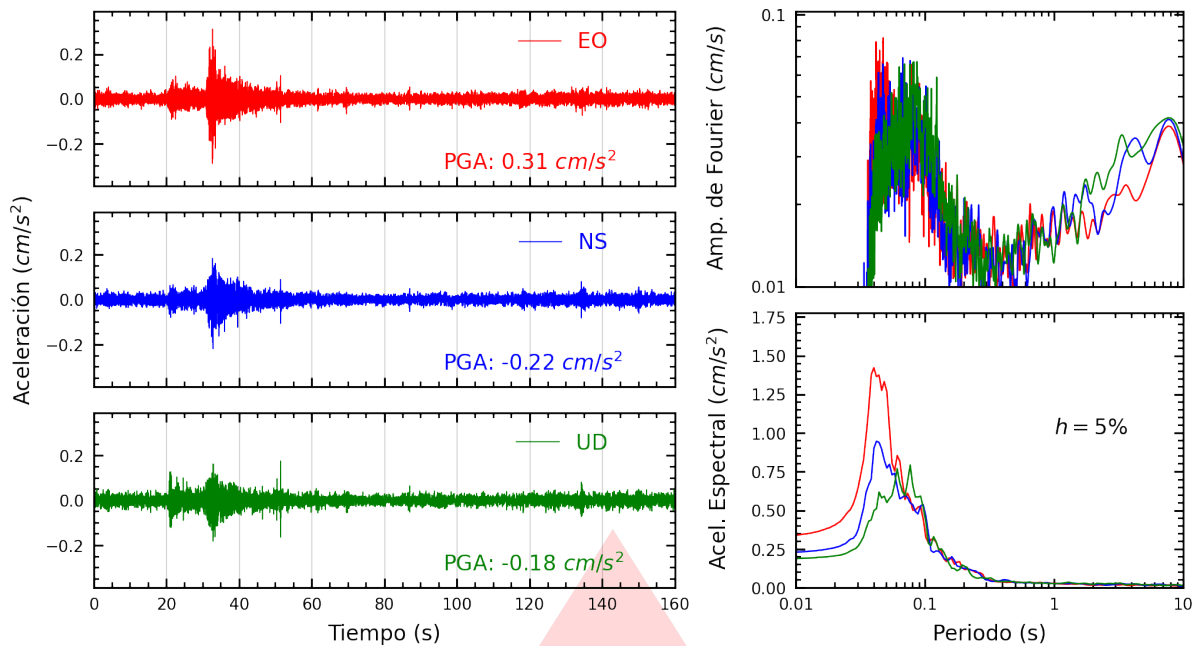 Aceleración (cm/s²)
0.2
0.0
−0.2
EO
PGA: 0.31 cm/s²
0.2
0.0
−0.2
NS
PGA: -0.22 cm/s²
0.2
0.0
−0.2
UD
PGA: -0.18 cm/s²
0 20 40 60 80 100 120 140 160
Tiempo (s)
Amp. de Fourier (cm/s)
0.1
0.01
Acel. Espectral (cm/s²)
1.75
1.50
1.25
1.00
0.75
0.50
0.25
0.00
h = 5%
0.01 0.1 1 10
Periodo (s)